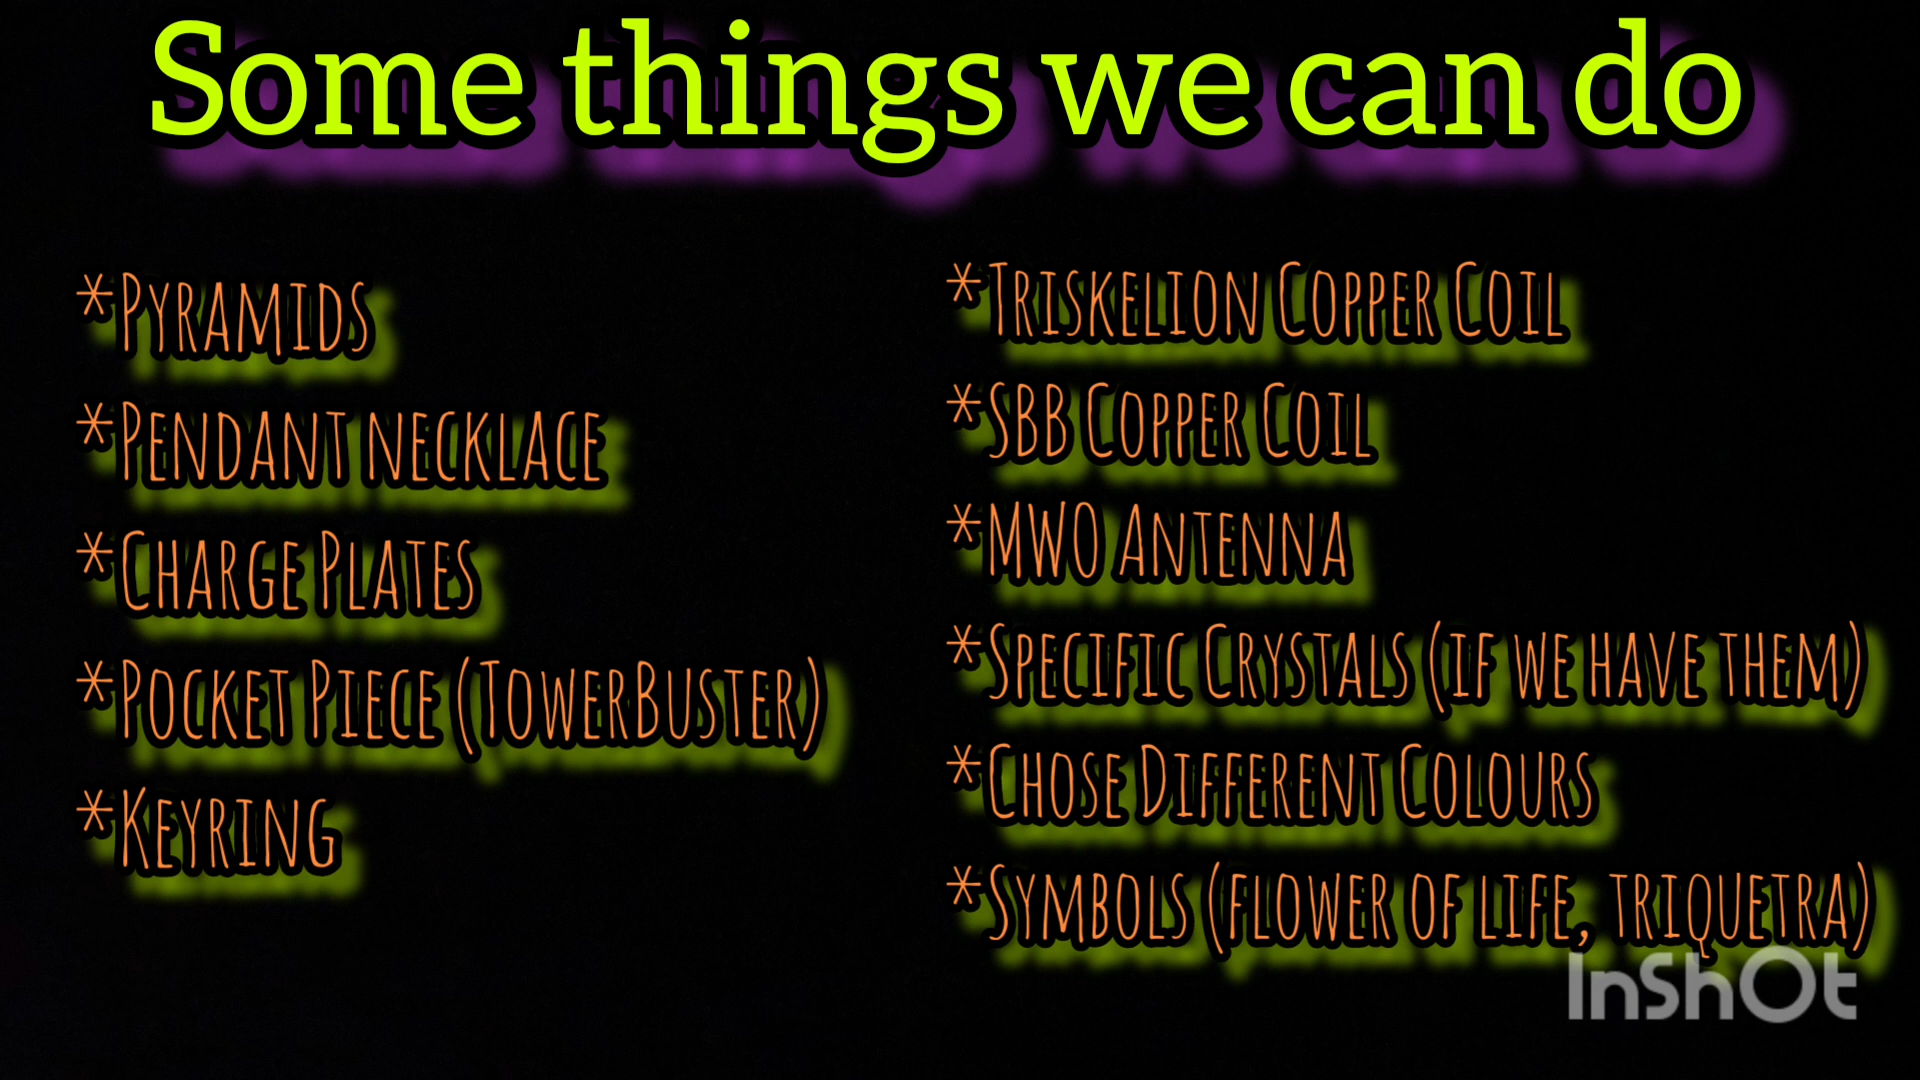 Some things we can do
*Pyramids
*Pendant necklace
*Charge Plates
*Pocket Piece (TowerBuster)
*Keyring
*Triskelion Copper Coil
*SBB Copper Coil
*MWO Antenna
*Specific Crystals (if we have them)
*Chose Different Colours
*Symbols (flower of life, triquetra)
InShOt